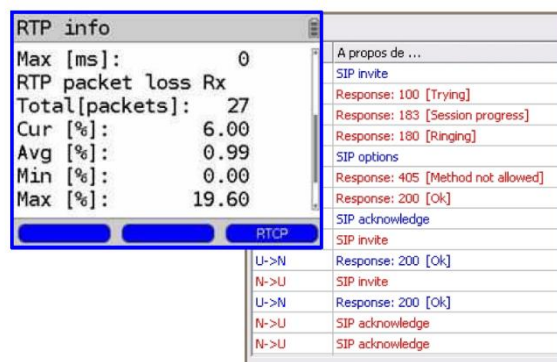 RTP info
Max [ms]: 0
RTP packet loss Rx
Total[packets]: 27
Cur [%]: 6.00
Avg [%]: 0.99
Min [%]: 0.00
Max [%]: 19.60
RTCP
A propos de ...
SIP invite
Response: 100 [Trying]
Response: 183 [Session progress]
Response: 180 [Ringing]
SIP options
Response: 405 [Method not allowed]
Response: 200 [Ok]
SIP acknowledge
SIP invite
U->N Response: 200 [Ok]
N->U SIP invite
U->N Response: 200 [Ok]
N->U SIP acknowledge
N->U SIP acknowledge